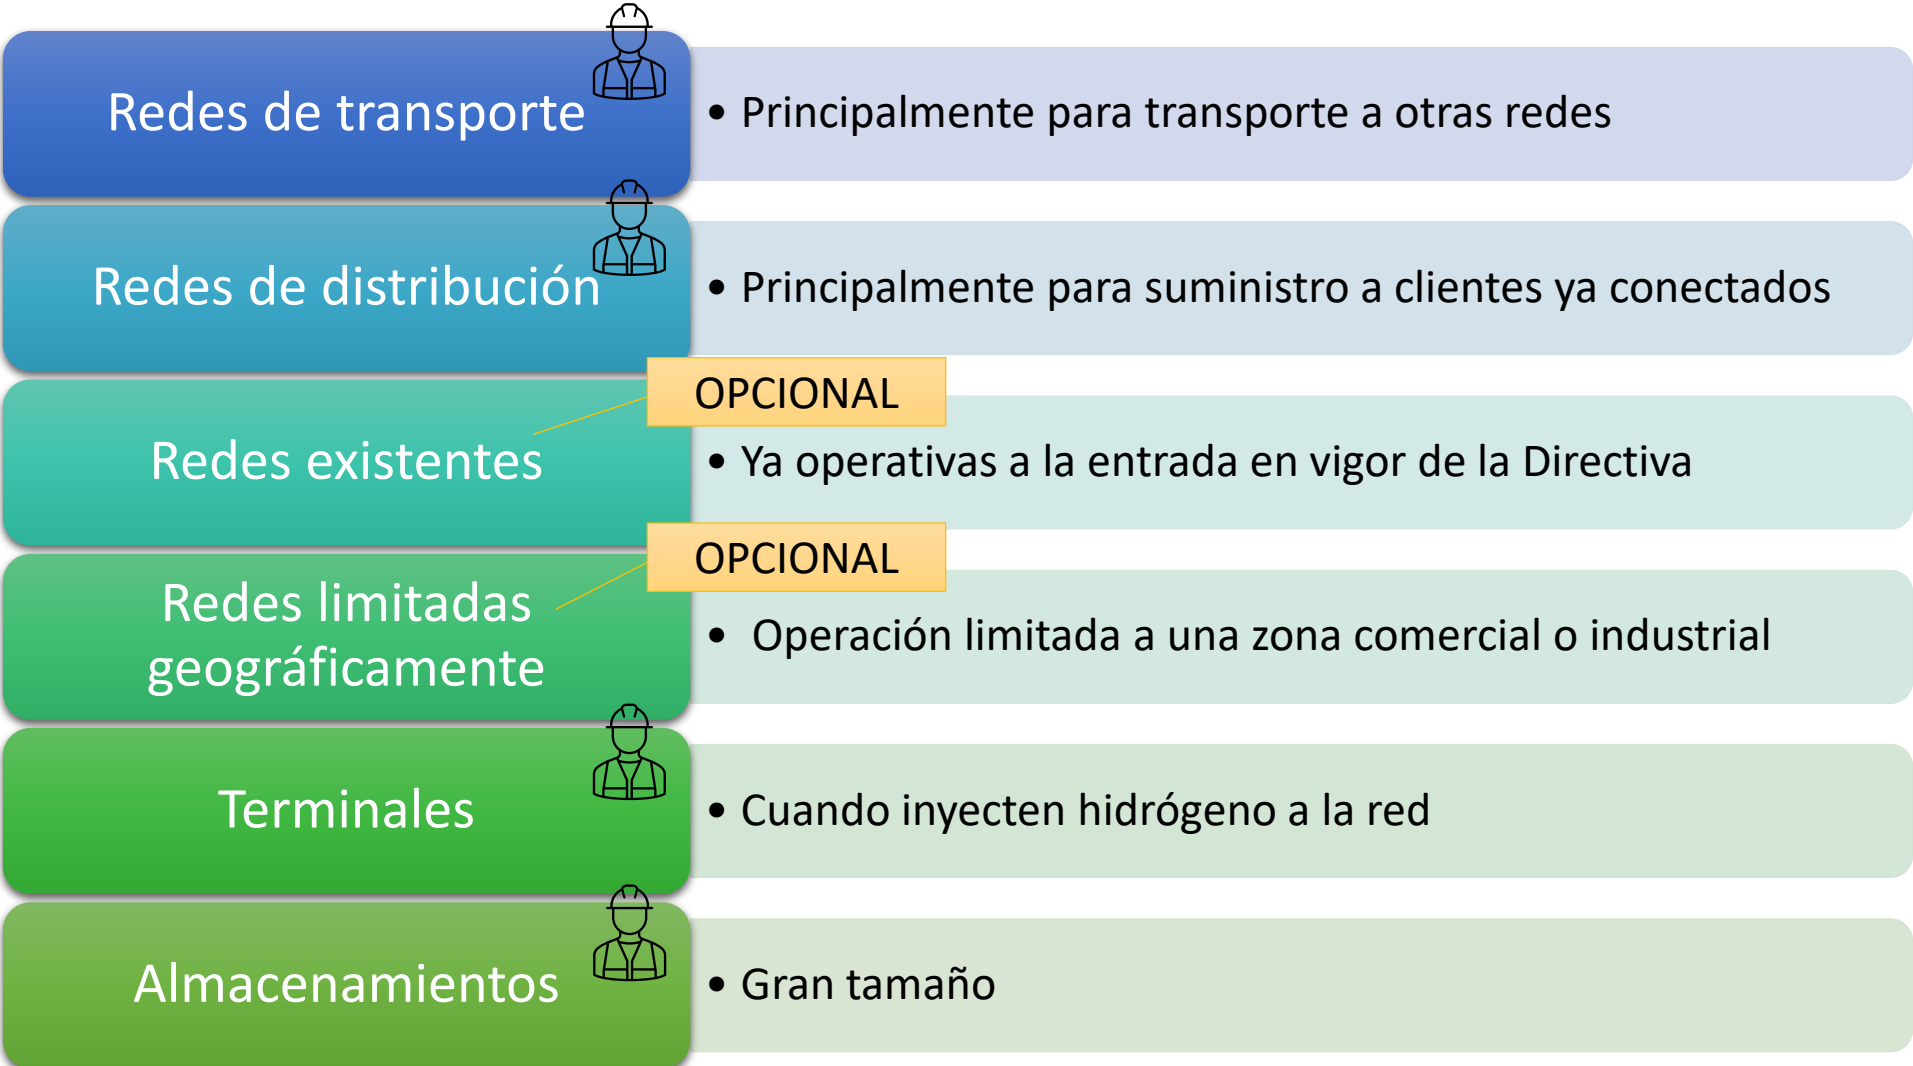 Redes de transporte
• Principalmente para transporte a otras redes
Redes de distribución
• Principalmente para suministro a clientes ya conectados
OPCIONAL
Redes existentes
• Ya operativas a la entrada en vigor de la Directiva
OPCIONAL
Redes limitadas
geográficamente
• Operación limitada a una zona comercial o industrial
Terminales
• Cuando inyecten hidrógeno a la red
Almacenamientos
• Gran tamaño